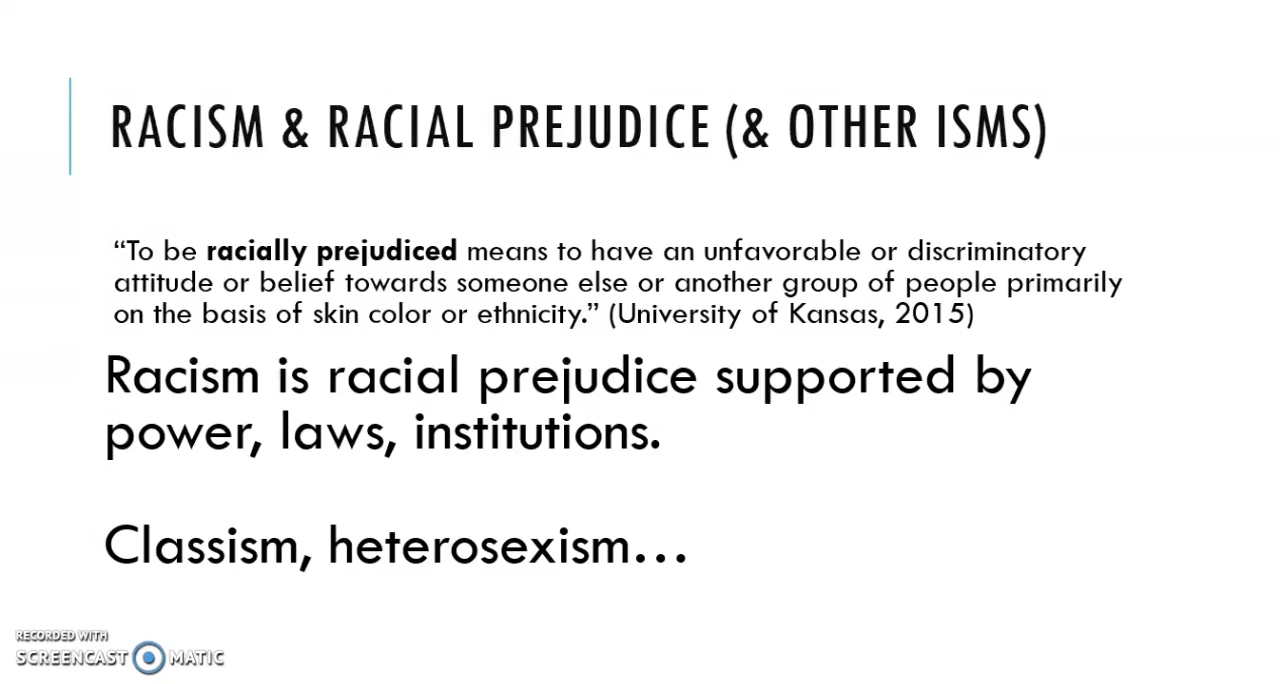 RACISM & RACIAL PREJUDICE (& OTHER ISMS)
“To be racially prejudiced means to have an unfavorable or discriminatory
attitude or belief towards someone else or another group of people primarily
on the basis of skin color or ethnicity.” (University of Kansas, 2015)
Racism is racial prejudice supported by
power, laws, institutions.
Classism, heterosexism…
RECORDED WITH
SCREENCAST MATIC